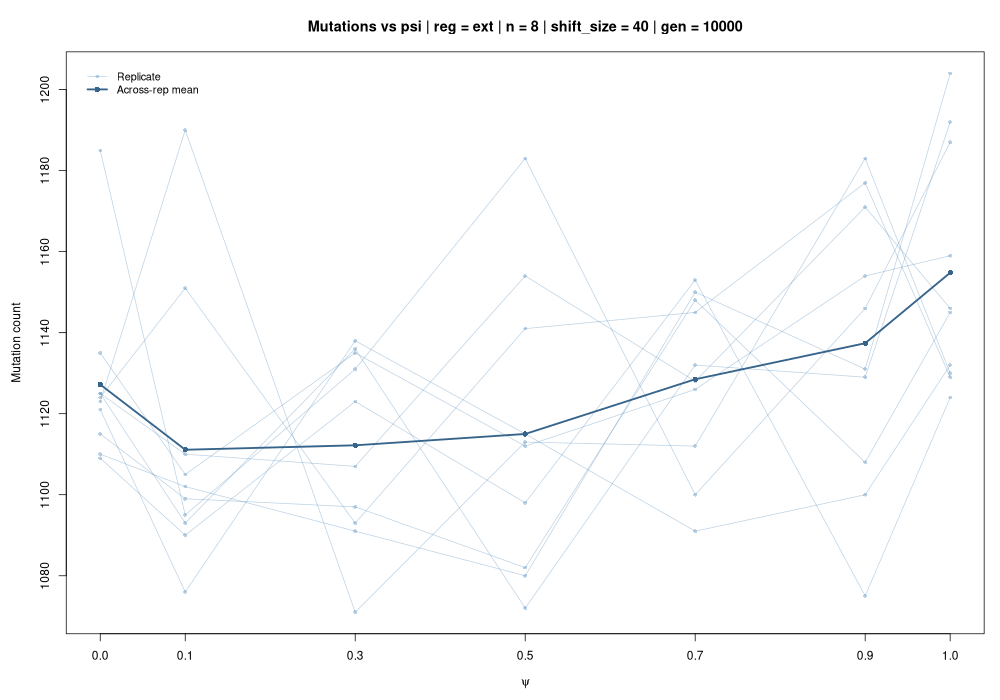 Mutations vs psi | reg = ext | n = 8 | shift_size = 40 | gen = 10000
Replicate
Across-rep mean
Mutation count
1200
1180
1160
1140
1120
1100
1080
0.0 0.1 0.3 0.5 0.7 0.9 1.0
ψ